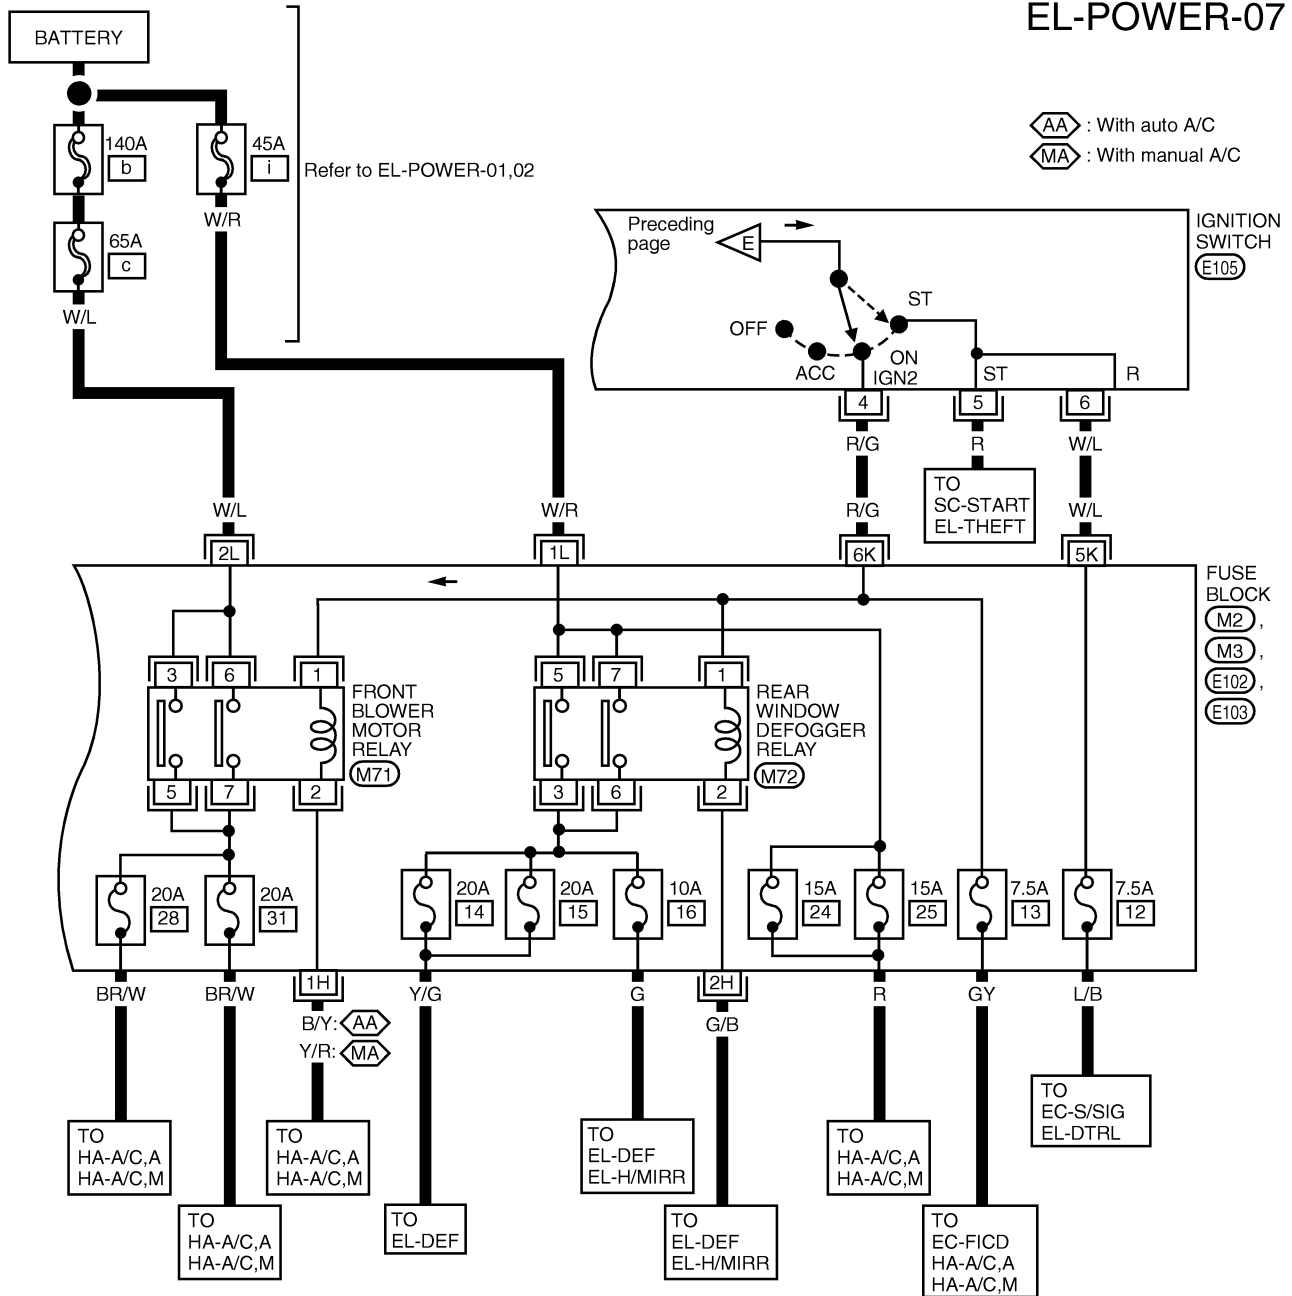 EL-POWER-07
BATTERY
140A
b
45A
i
Refer to EL-POWER-01,02
AA : With auto A/C
MA : With manual A/C
W/R
65A
c
W/L
Preceding
page
E
IGNITION
SWITCH
E105
ST
OFF
ACC
ON
IGN2
ST
R
4
5
6
R/G
R
W/L
TO
SC-START
EL-THEFT
W/L
W/R
R/G
W/L
2L
1L
6K
5K
FUSE
BLOCK
M2 ,
M3 ,
E102 ,
E103
3
6
1
FRONT
BLOWER
MOTOR
RELAY
M71
5
7
2
5
7
1
REAR
WINDOW
DEFOGGER
RELAY
M72
3
6
2
20A
28
20A
31
20A
14
20A
15
10A
16
15A
24
15A
25
7.5A
13
7.5A
12
BR/W
BR/W
1H
Y/G
G
2H
R
GY
L/B
B/Y: AA
Y/R: MA
G/B
TO
HA-A/C,A
HA-A/C,M
TO
HA-A/C,A
HA-A/C,M
TO
HA-A/C,A
HA-A/C,M
TO
EL-DEF
TO
EL-DEF
EL-H/MIRR
TO
EL-DEF
EL-H/MIRR
TO
HA-A/C,A
HA-A/C,M
TO
EC-FICD
HA-A/C,A
HA-A/C,M
TO
EC-S/SIG
EL-DTRL